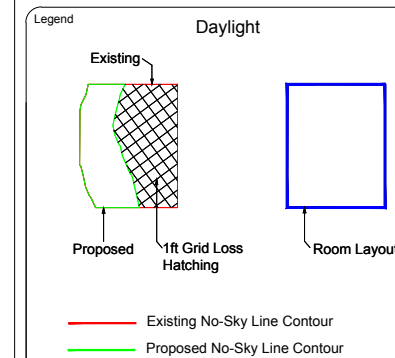 Legend
Daylight
Existing
Proposed
1ft Grid Loss
Hatching
Room Layout
Existing No-Sky Line Contour
Proposed No-Sky Line Contour